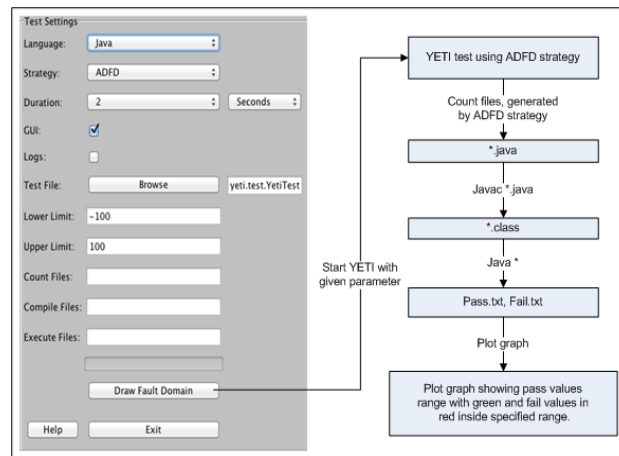 Test Settings
Language: Java
Strategy: ADFD
Duration: 2 Seconds
GUI:
Logs:
Test File: Browse yeti.test.YetiTest
Lower Limit: -100
Upper Limit: 100
Count Files:
Compile Files:
Execute Files:
Draw Fault Domain
Help Exit
Start YETI with
given parameter
YETI test using ADFD strategy
Count files, generated
by ADFD strategy
*.java
Javac *.java
*.class
Java *
Pass.txt, Fail.txt
Plot graph
Plot graph showing pass values
range with green and fail values in
red inside specified range.